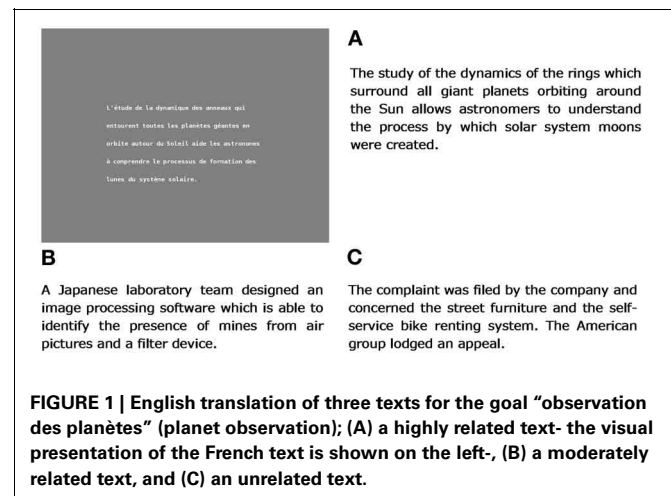 L'étude de la dynamique des anneaux qui
entourent toutes les planètes géantes en
orbite autour du Soleil aide les astronomes
à comprendre le processus de formation des
lunes du système solaire.
A
The study of the dynamics of the rings which
surround all giant planets orbiting around
the Sun allows astronomers to understand
the process by which solar system moons
were created.
B
A Japanese laboratory team designed an
image processing software which is able to
identify the presence of mines from air
pictures and a filter device.
C
The complaint was filed by the company and
concerned the street furniture and the self-
service bike renting system. The American
group lodged an appeal.
FIGURE 1 | English translation of three texts for the goal “observation
des planètes” (planet observation); (A) a highly related text- the visual
presentation of the French text is shown on the left-, (B) a moderately
related text, and (C) an unrelated text.